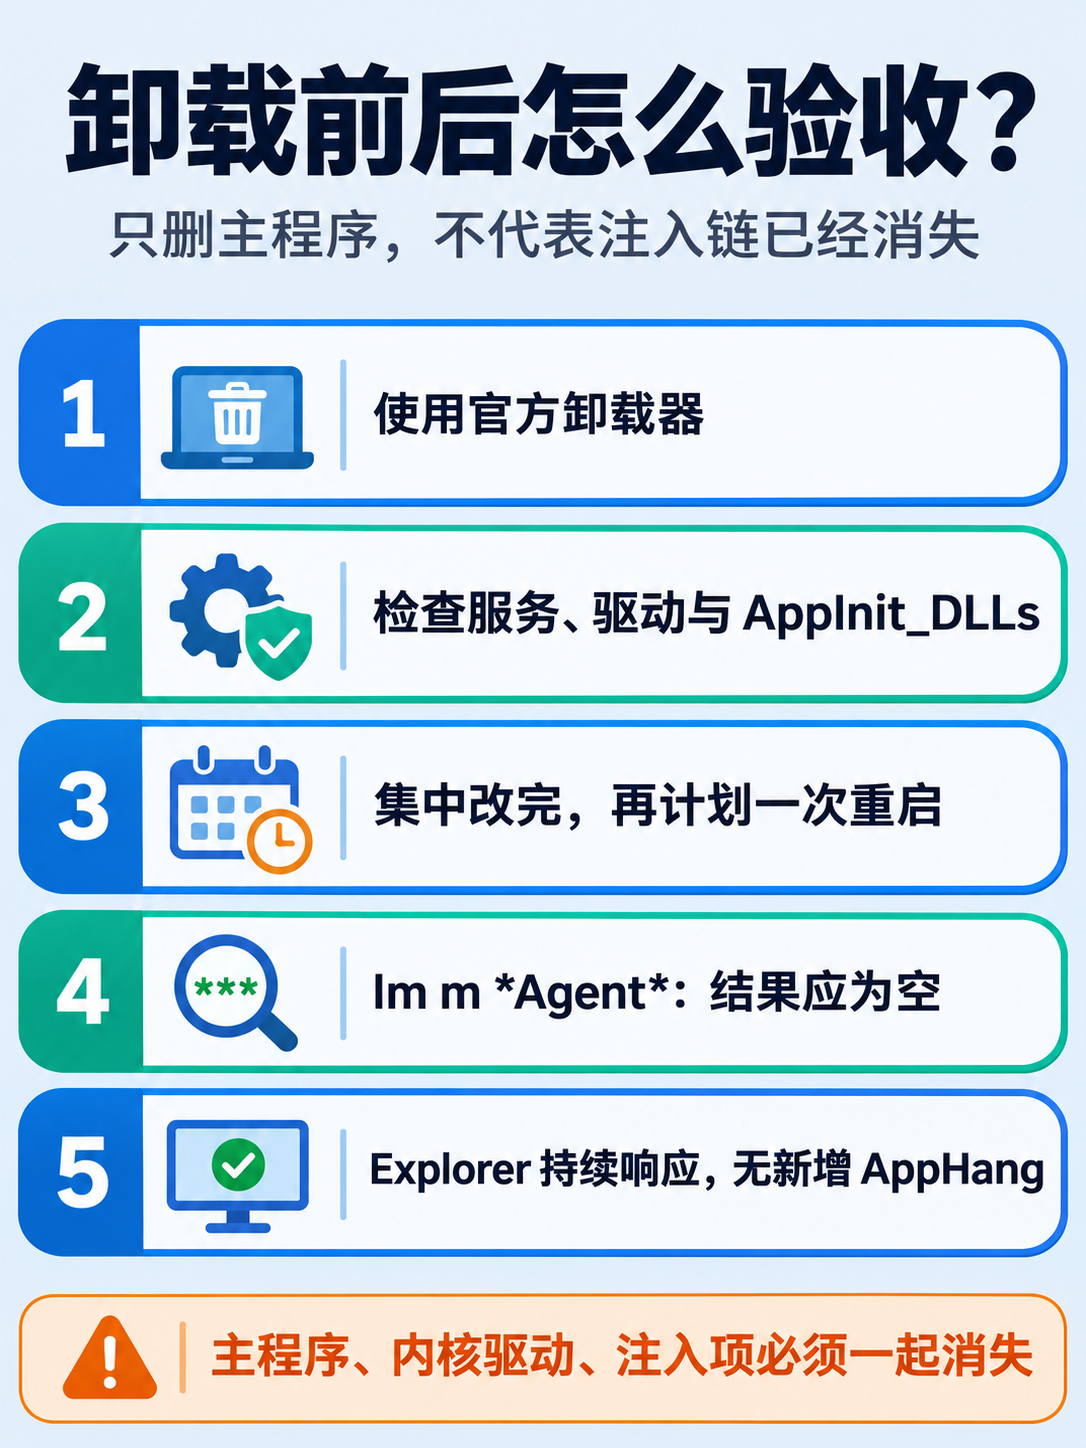 卸载前后怎么验收？
只删主程序，不代表注入链已经消失
1
使用官方卸载器
2
检查服务、驱动与 AppInit_DLLs
3
集中改完，再计划一次重启
4
***
lm m *Agent*：结果应为空
5
Explorer 持续响应，无新增 AppHang
主程序、内核驱动、注入项必须一起消失